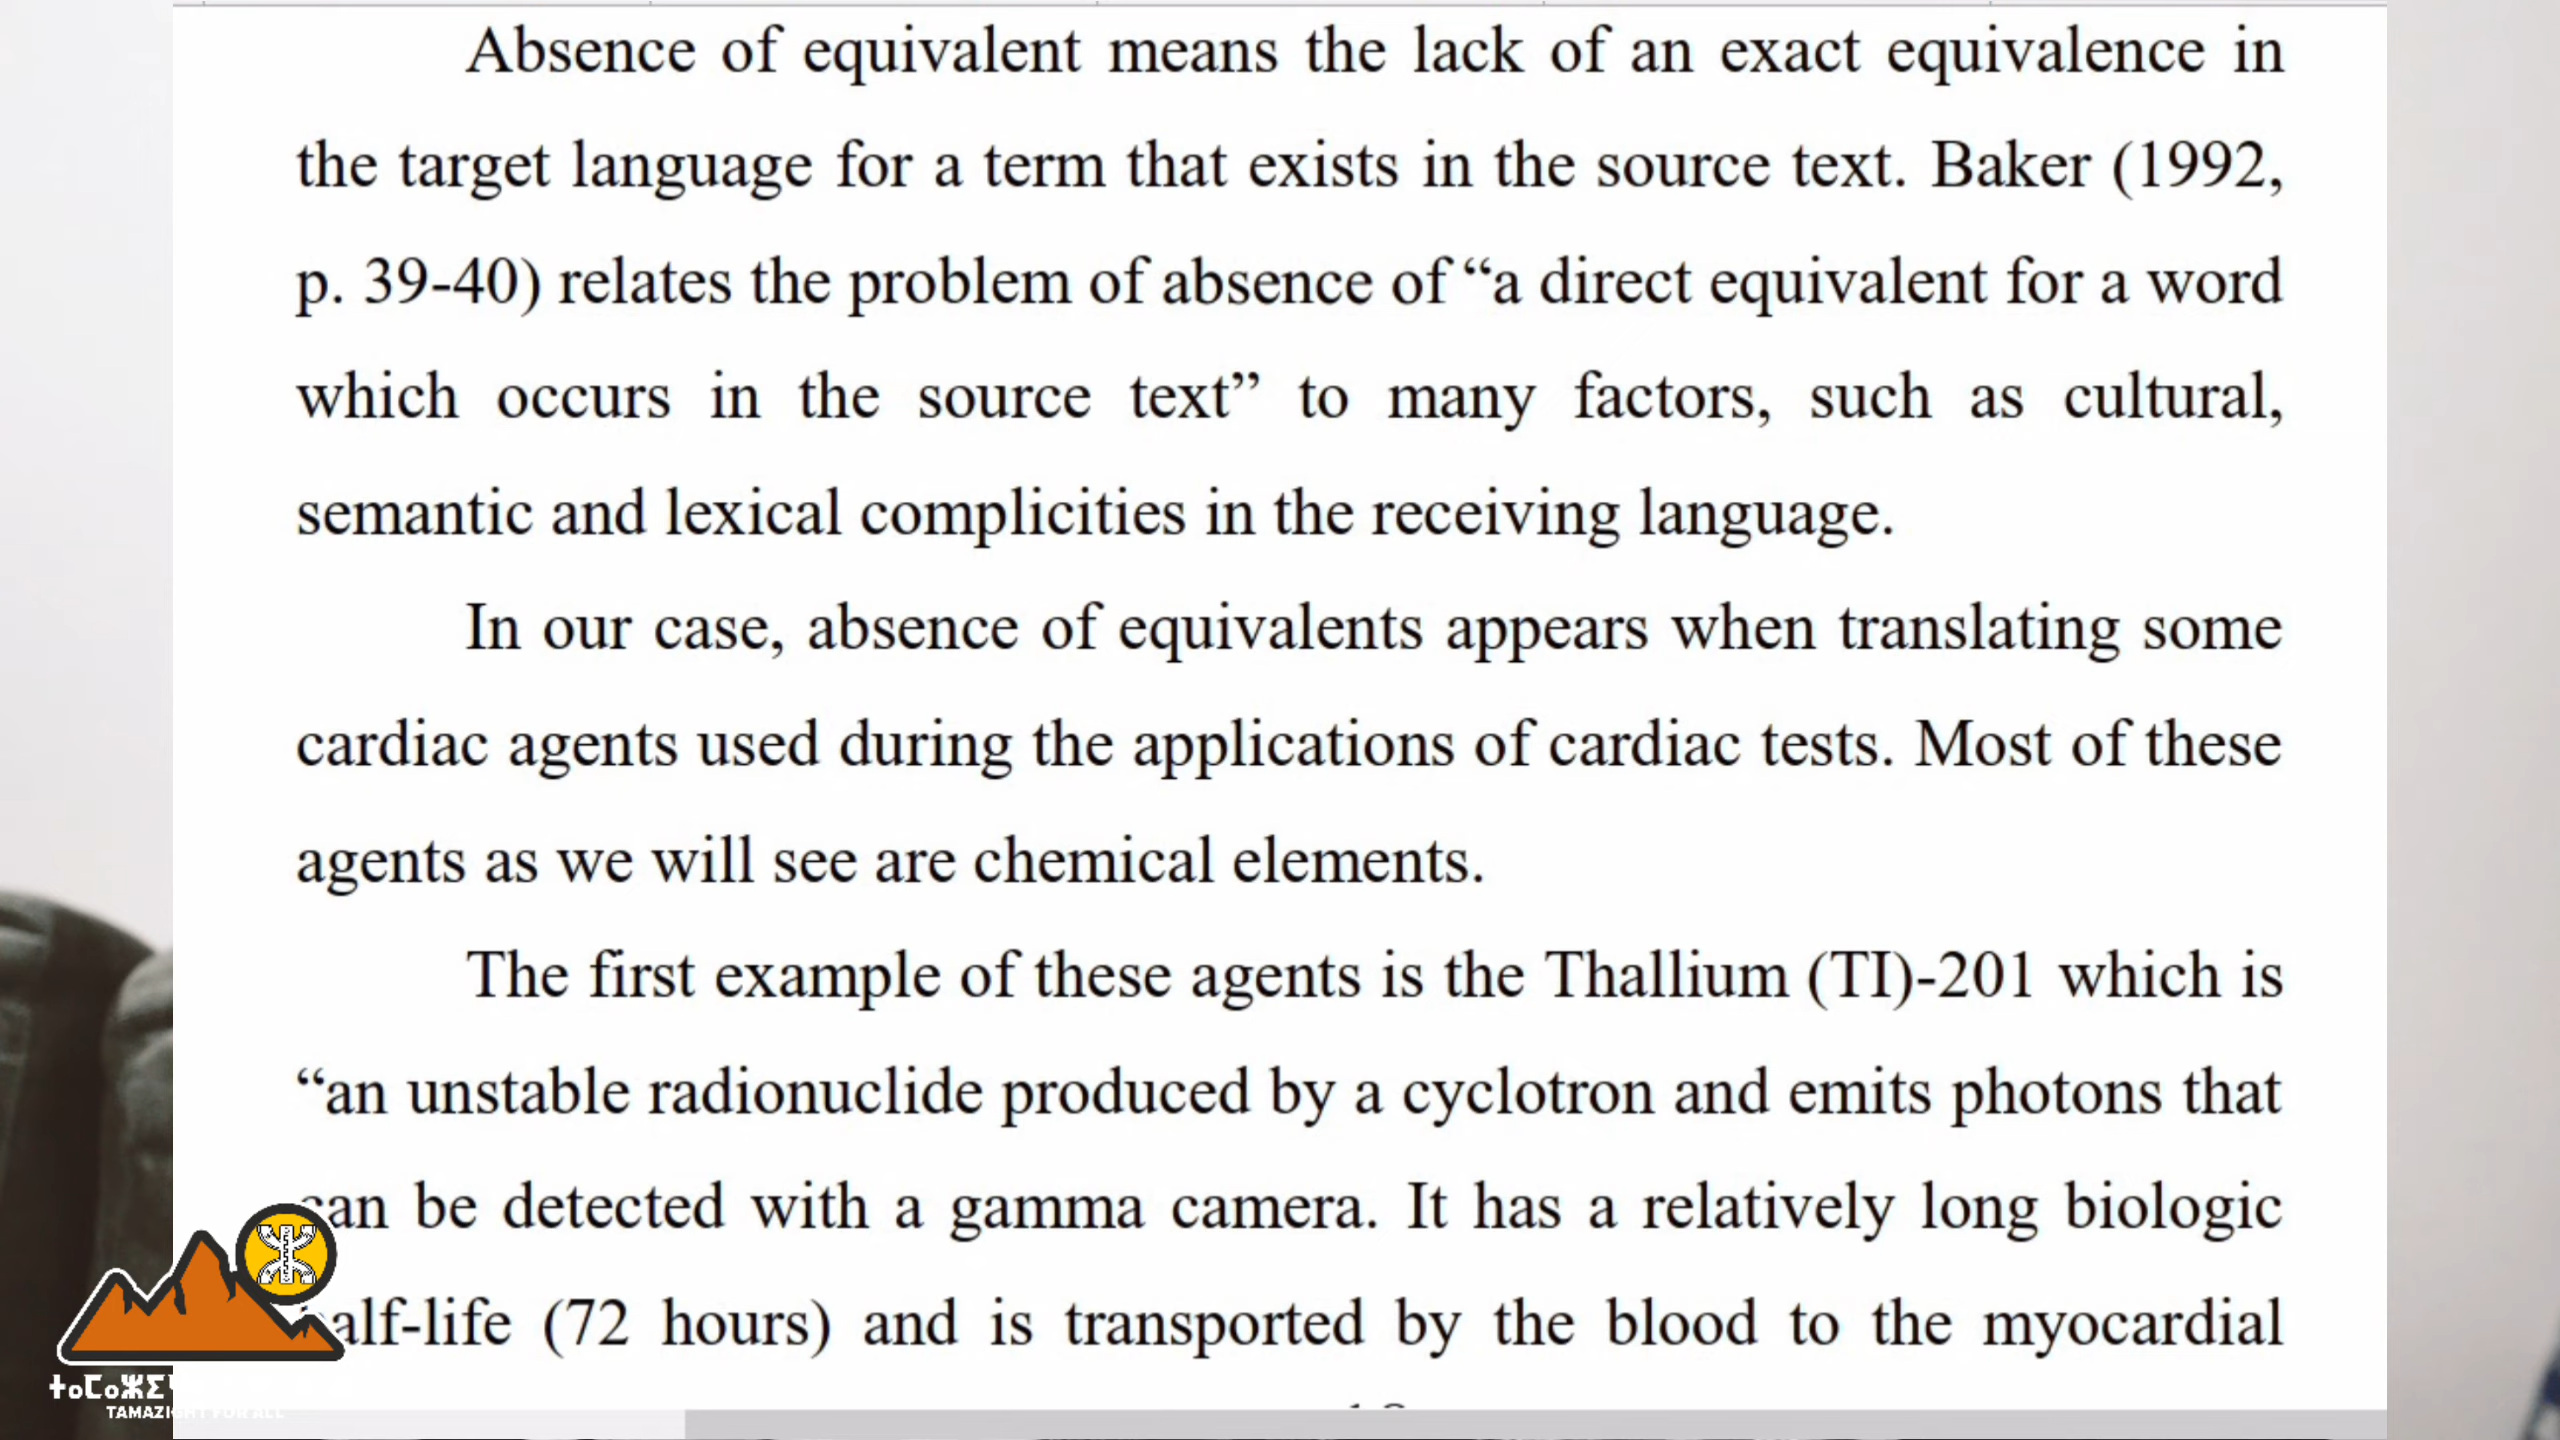 Absence of equivalent means the lack of an exact equivalence in
the target language for a term that exists in the source text. Baker (1992,
p. 39-40) relates the problem of absence of “a direct equivalent for a word
which occurs in the source text” to many factors, such as cultural,
semantic and lexical complicities in the receiving language.
In our case, absence of equivalents appears when translating some
cardiac agents used during the applications of cardiac tests. Most of these
agents as we will see are chemical elements.
The first example of these agents is the Thallium (TI)-201 which is
“an unstable radionuclide produced by a cyclotron and emits photons that
can be detected with a gamma camera. It has a relatively long biologic
half-life (72 hours) and is transported by the blood to the myocardial
TAMAZIGHT FOR ALL